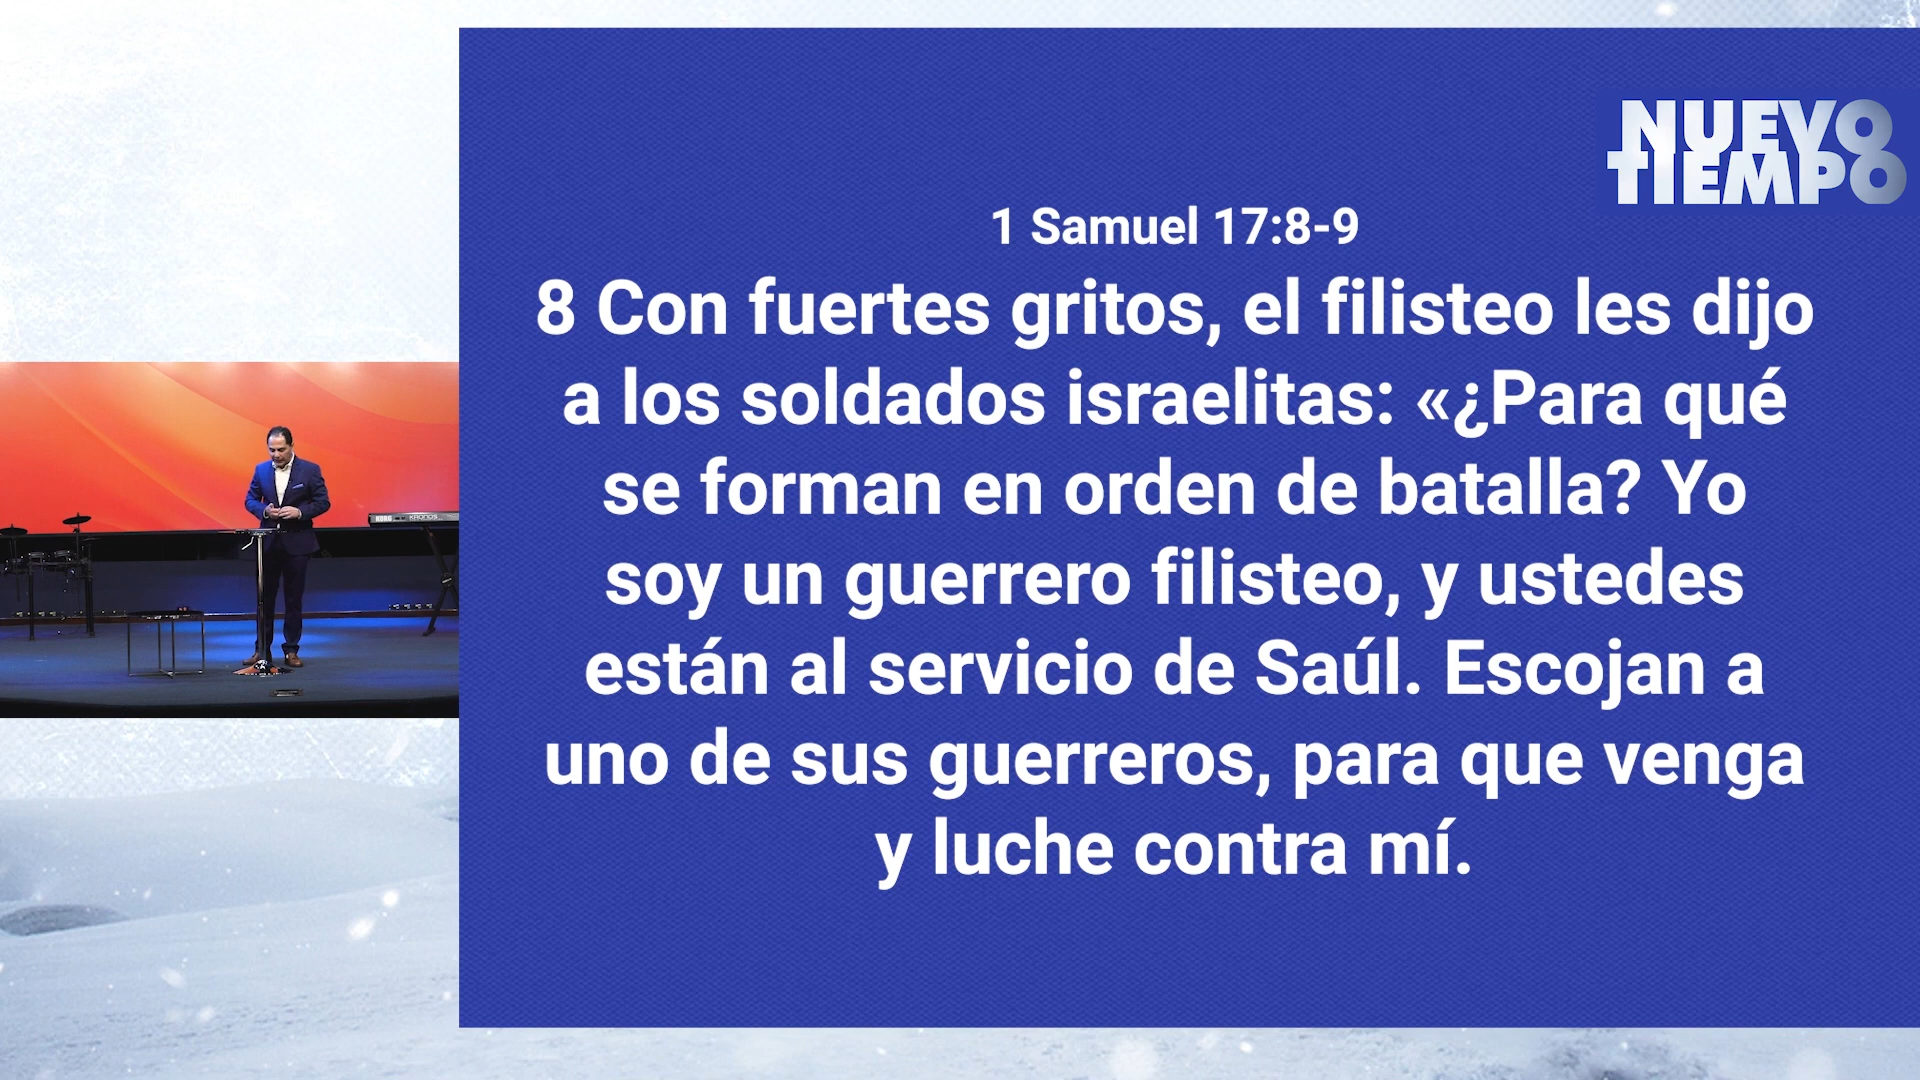 NUEVO
TIEMPO
1 Samuel 17:8-9
8 Con fuertes gritos, el filisteo les dijo
a los soldados israelitas: «¿Para qué
se forman en orden de batalla? Yo
soy un guerrero filisteo, y ustedes
están al servicio de Saúl. Escojan a
uno de sus guerreros, para que venga
y luche contra mí.
KORG KRONOS